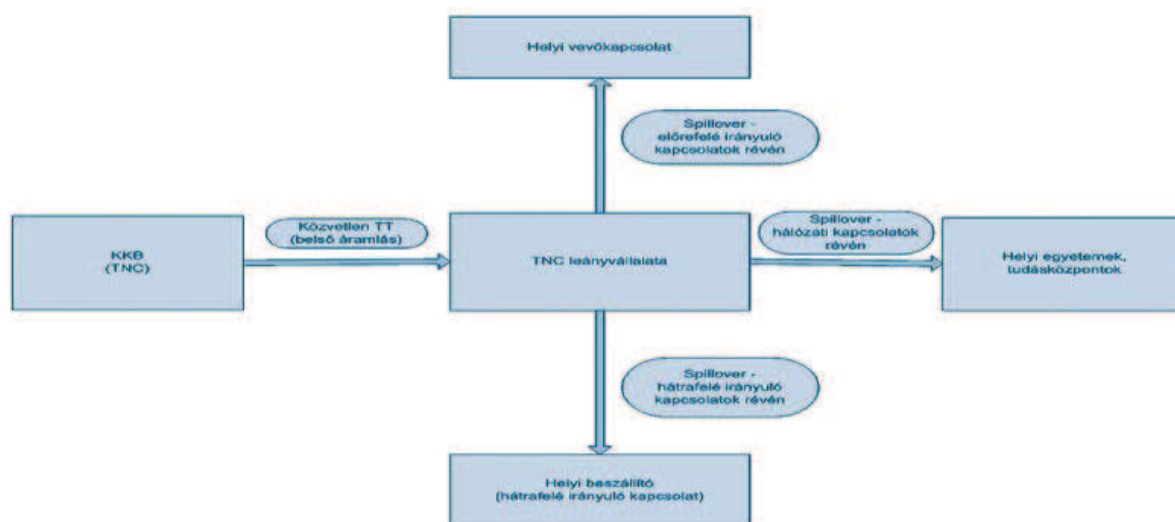 Helyi vevőkapcsolat
Spillover -
előrefelé irányuló
kapcsolatok révén
KKB
(TNC)
Közvetlen TT
(belső áramlás)
TNC leányvállalata
Spillover -
hálózati kapcsolatok
révén
Helyi egyetemek,
tudásközpontok
Spillover -
hátrafelé irányuló
kapcsolatok révén
Helyi beszállító
(hátrafelé irányuló kapcsolat)